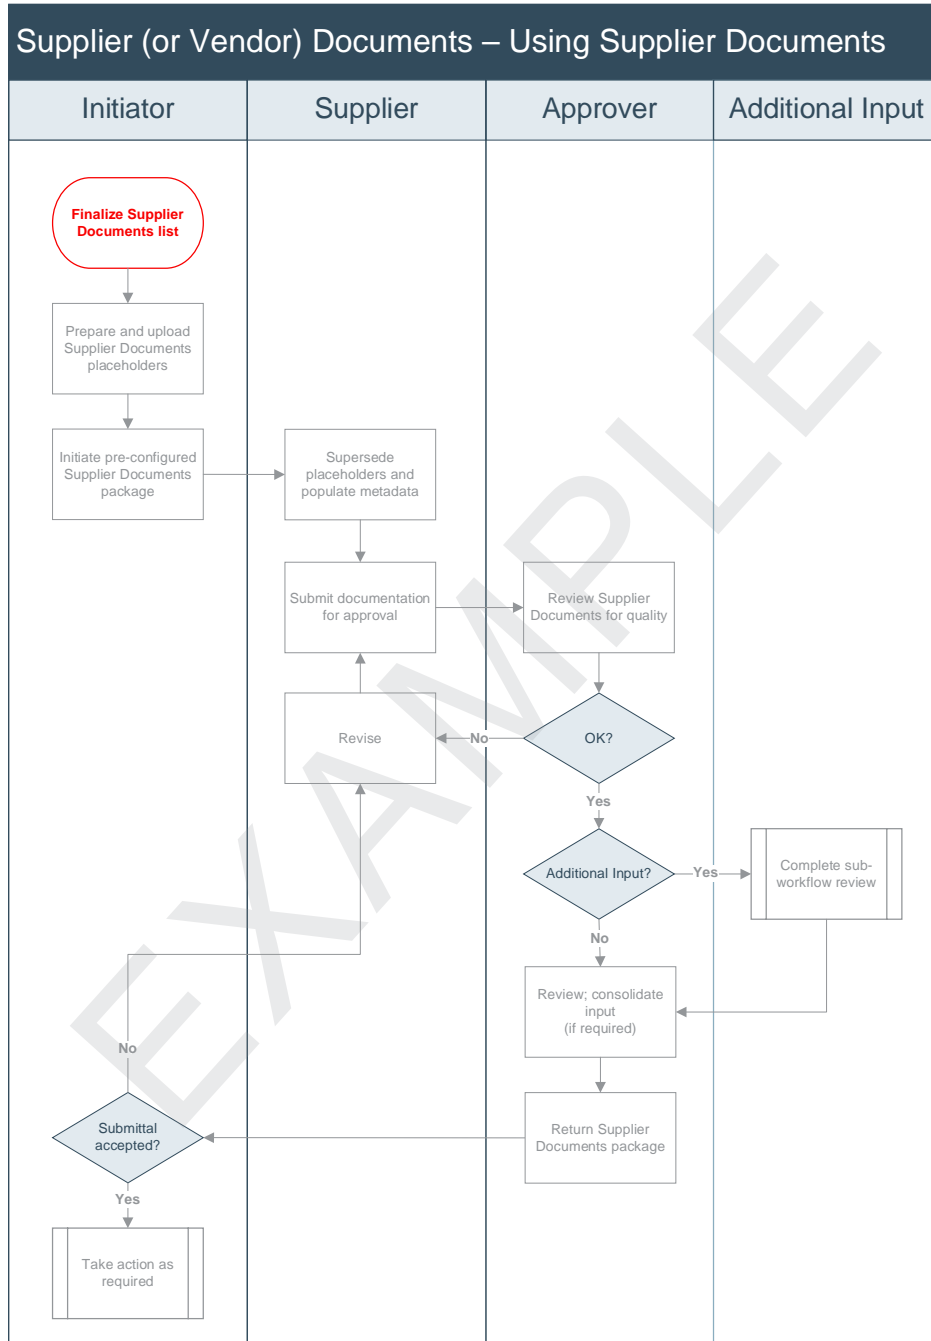 Supplier (or Vendor) Documents – Using Supplier Documents
Initiator
Supplier
Approver
Additional Input
Finalize Supplier
Documents list
Prepare and upload
Supplier Documents
placeholders
Initiate pre-configured
Supplier Documents
package
Supersede
placeholders and
populate metadata
Submit documentation
for approval
Review Supplier
Documents for quality
Revise
No
OK?
Yes
Additional Input?
Yes
Complete sub-
workflow review
No
Review; consolidate
input
(if required)
No
Submittal
accepted?
Return Supplier
Documents package
Yes
Take action as
required
EXAMPLE